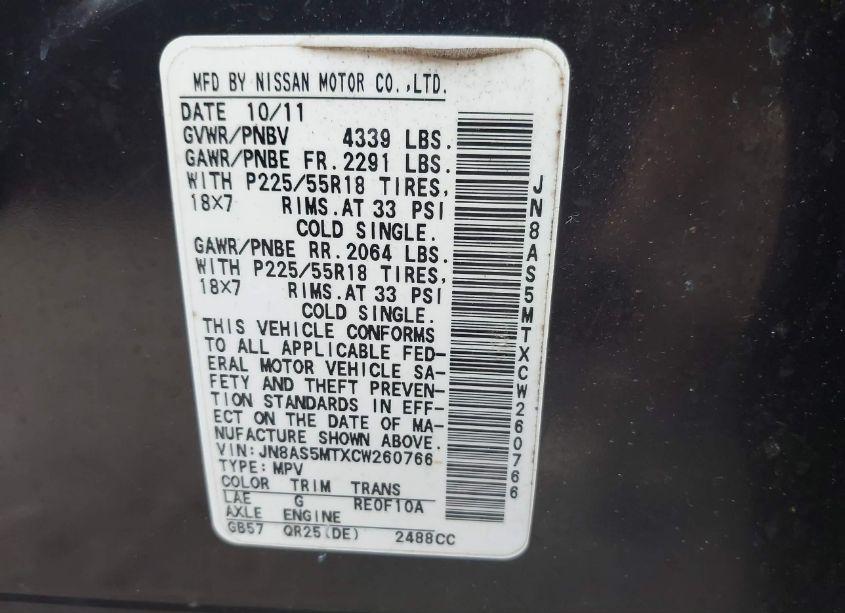 MFD BY NISSAN MOTOR CO.,LTD.
DATE 10/11
GVWR/PNBV 4339 LBS.
GAWR/PNBE FR.2291 LBS.
WITH P225/55R18 TIRES,
18×7 RIMS.AT 33 PSI
COLD SINGLE.
GAWR/PNBE RR.2064 LBS.
WITH P225/55R18 TIRES,
18×7 RIMS.AT 33 PSI
COLD SINGLE.
THIS VEHICLE CONFORMS
TO ALL APPLICABLE FED-
ERAL MOTOR VEHICLE SA-
FETY AND THEFT PREVEN-
TION STANDARDS IN EFF-
ECT ON THE DATE OF MA-
NUFACTURE SHOWN ABOVE.
VIN:JN8AS5MTXCW260766
TYPE:MPV
COLOR TRIM TRANS
LAE G RE0F10A
AXLE ENGINE
GB57 QR25(DE) 2488CC
JN8AS5MTXCW260766